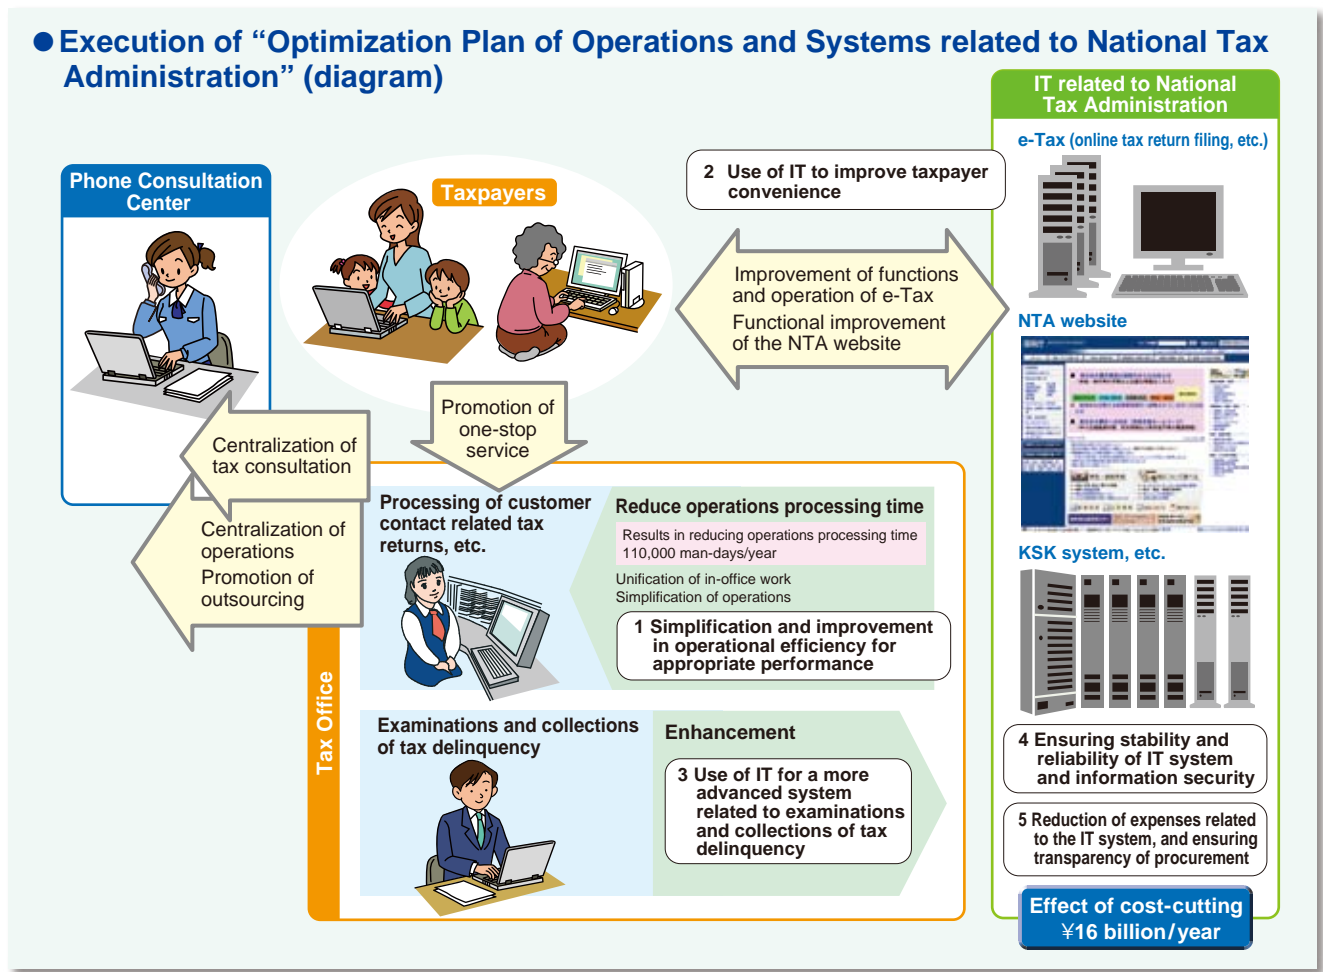 ● Execution of “Optimization Plan of Operations and Systems related to National Tax
Administration” (diagram)
IT related to National
Tax Administration
e-Tax (online tax return filing, etc.)
Phone Consultation
Center
Taxpayers
2 Use of IT to improve taxpayer
convenience
Improvement of functions
and operation of e-Tax
Functional improvement
of the NTA website
NTA website
Promotion of
one-stop
service
Centralization of
tax consultation
Centralization of
operations
Promotion of
outsourcing
Tax Office
Processing of customer
contact related tax
returns, etc.
Reduce operations processing time
Results in reducing operations processing time
110,000 man-days/year
Unification of in-office work
Simplification of operations
1 Simplification and improvement
in operational efficiency for
appropriate performance
KSK system, etc.
Examinations and collections
of tax delinquency
Enhancement
3 Use of IT for a more
advanced system
related to examinations
and collections of tax
delinquency
4 Ensuring stability and
reliability of IT system
and information security
5 Reduction of expenses related
to the IT system, and ensuring
transparency of procurement
Effect of cost-cutting
¥16 billion/year